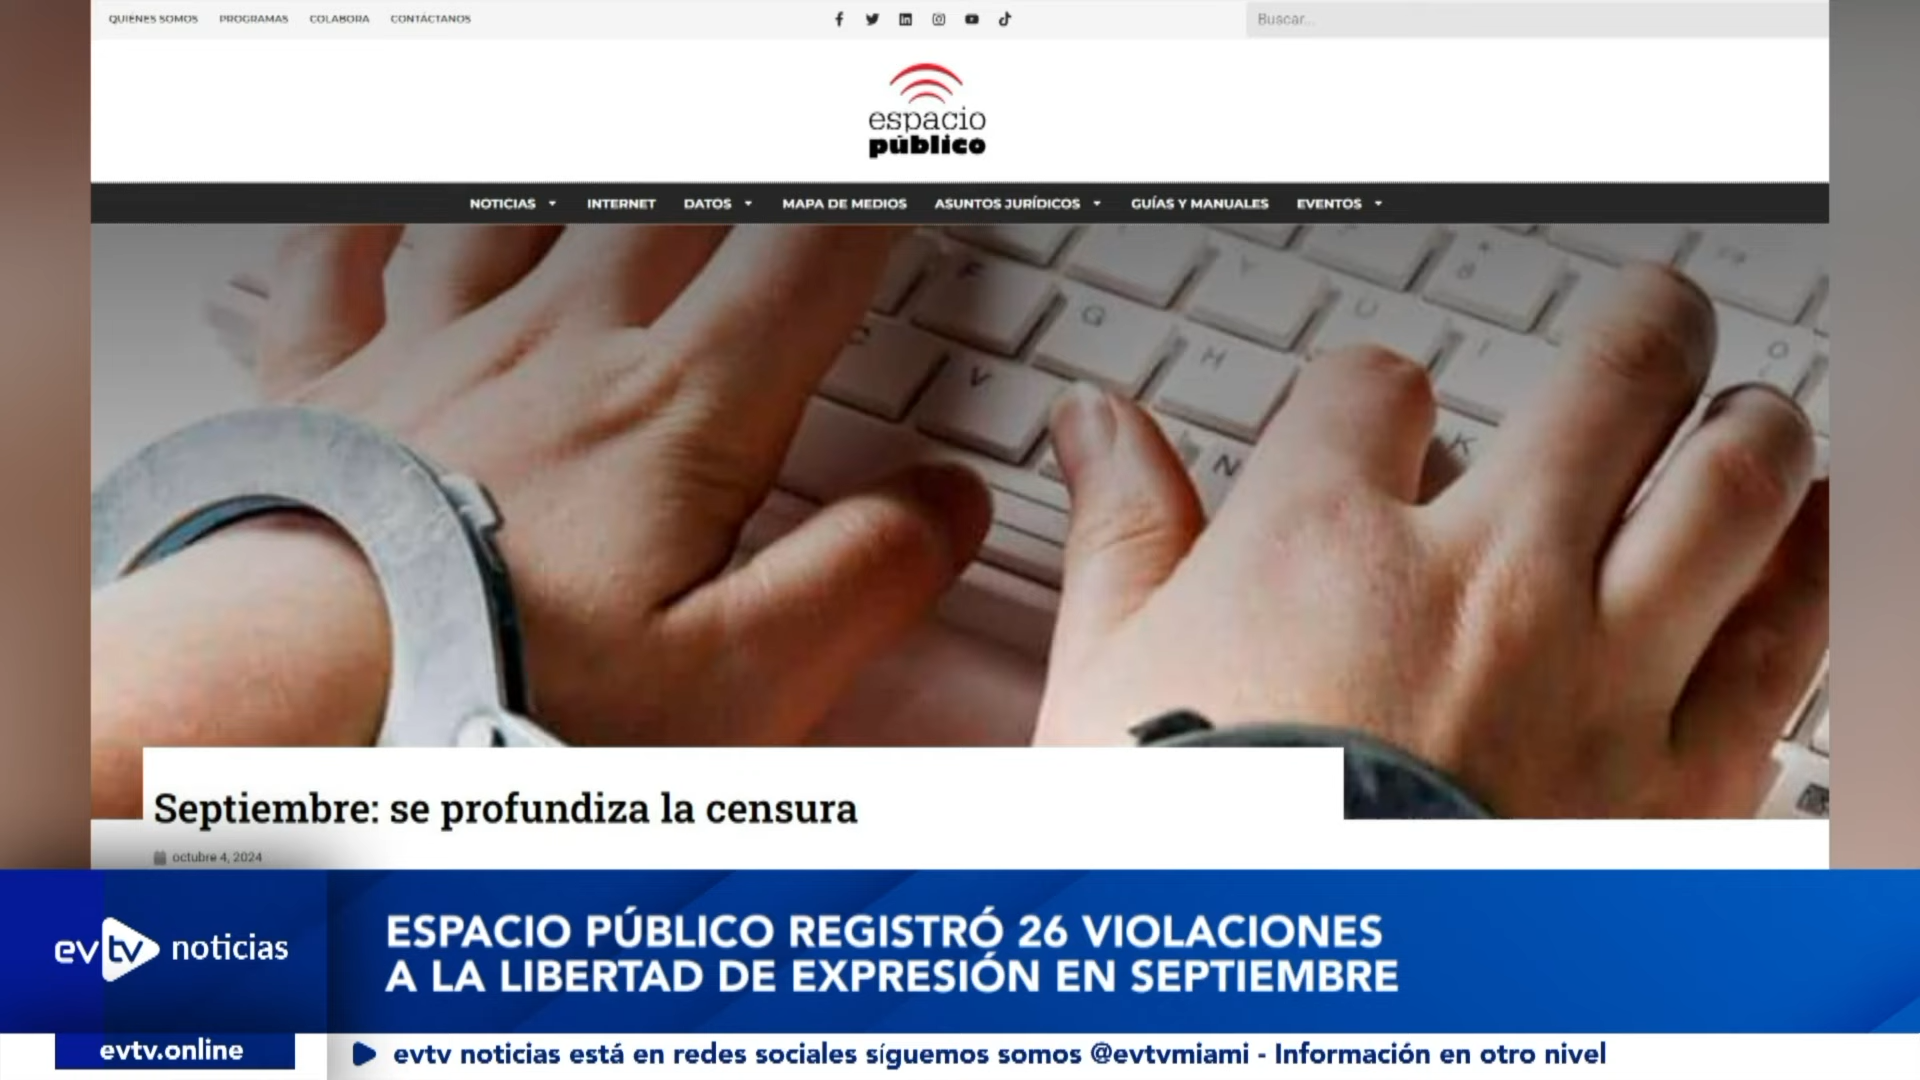 QUIÉNES SOMOS PROGRAMAS COLABORA CONTÁCTANOS
Buscar...
espacio
público
NOTICIAS INTERNET DATOS MAPA DE MEDIOS ASUNTOS JURÍDICOS GUÍAS Y MANUALES EVENTOS
F Y 8
G U
C H I O
V K
N
Septiembre: se profundiza la censura
octubre 4, 2024
evtv noticias
ESPACIO PÚBLICO REGISTRÓ 26 VIOLACIONES
A LA LIBERTAD DE EXPRESIÓN EN SEPTIEMBRE
evtv.online
evtv noticias está en redes sociales síguemos somos @evtvmiami - Información en otro nivel